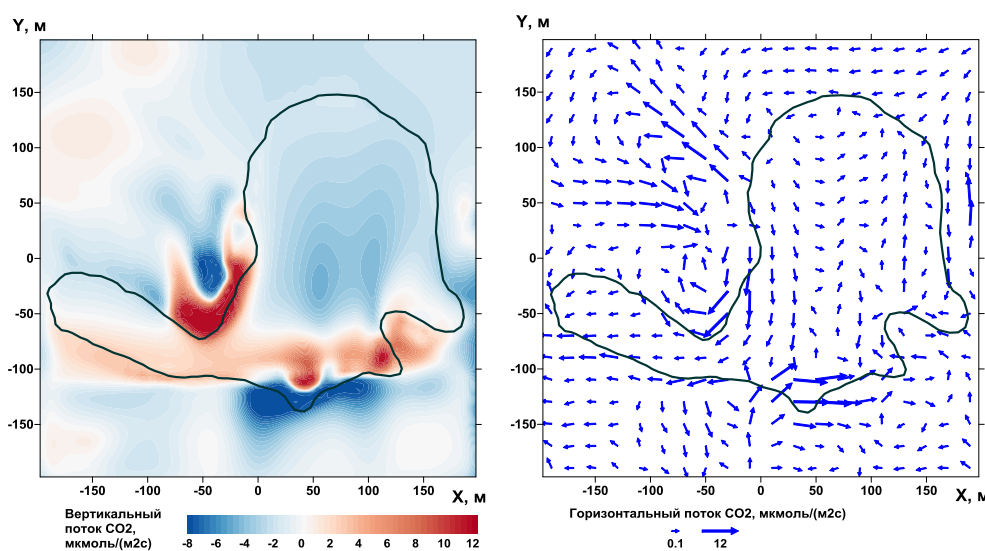 Y, м
Y, м
150
100
50
0
-50
-100
-150
150
100
50
0
-50
-100
-150
-150 -100 -50 0 50 100 150
X, м
-150 -100 -50 0 50 100 150
X, м
Вертикальный
поток CO2,
мкмоль/(м2с)
-8 -6 -4 -2 0 2 4 6 8 10 12
Горизонтальный поток CO2, мкмоль/(м2с)
0.1 12